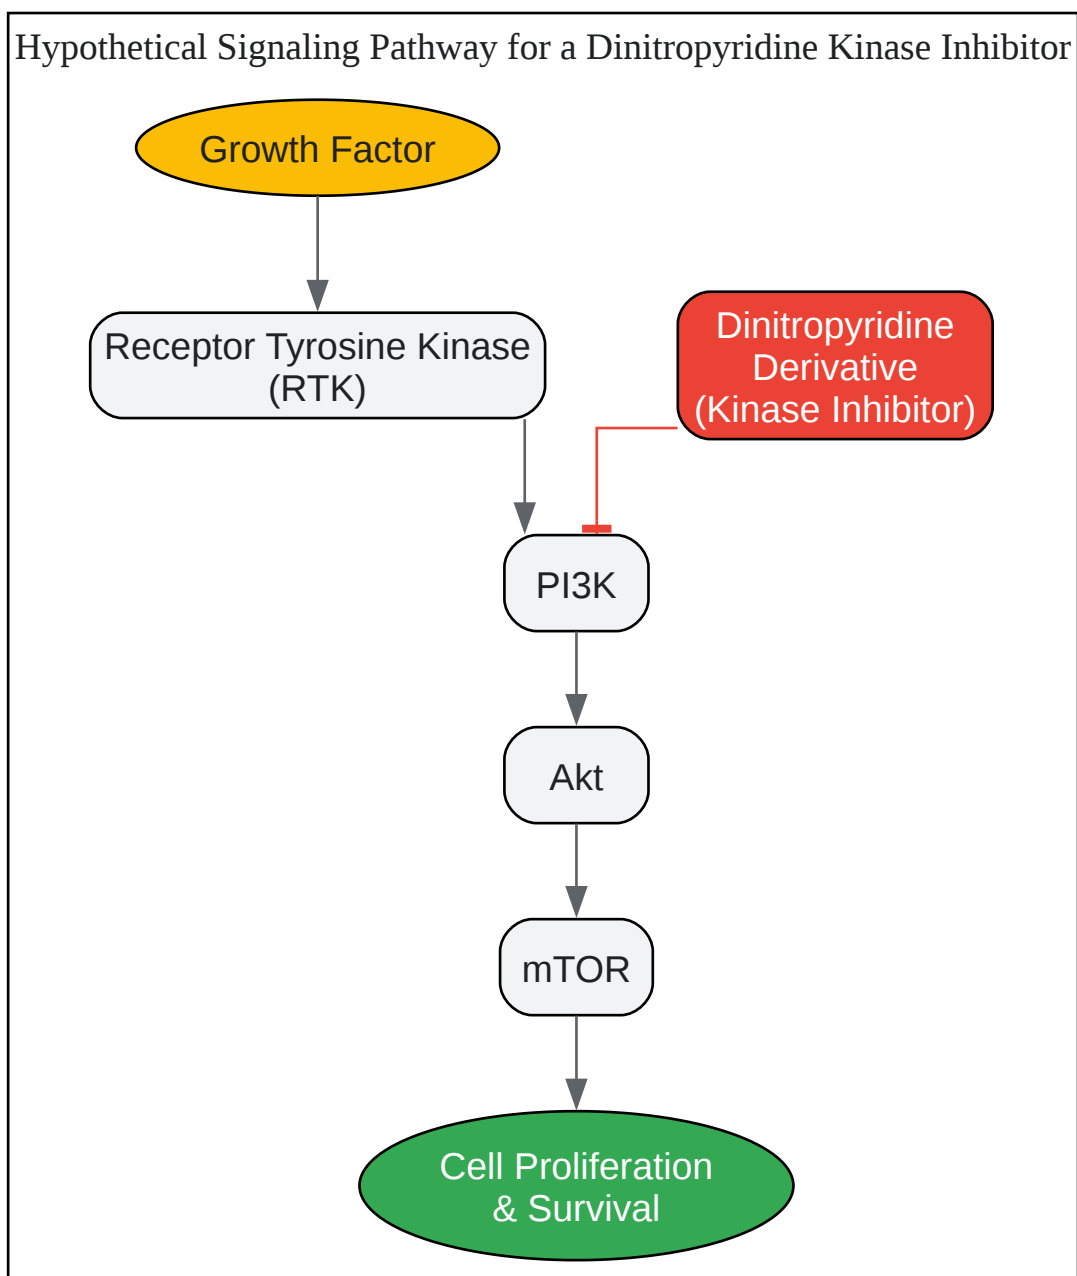 Hypothetical Signaling Pathway for a Dinitropyridine Kinase Inhibitor
Growth Factor
Receptor Tyrosine Kinase
(RTK)
Dinitropyridine
Derivative
(Kinase Inhibitor)
PI3K
Akt
mTOR
Cell Proliferation
& Survival